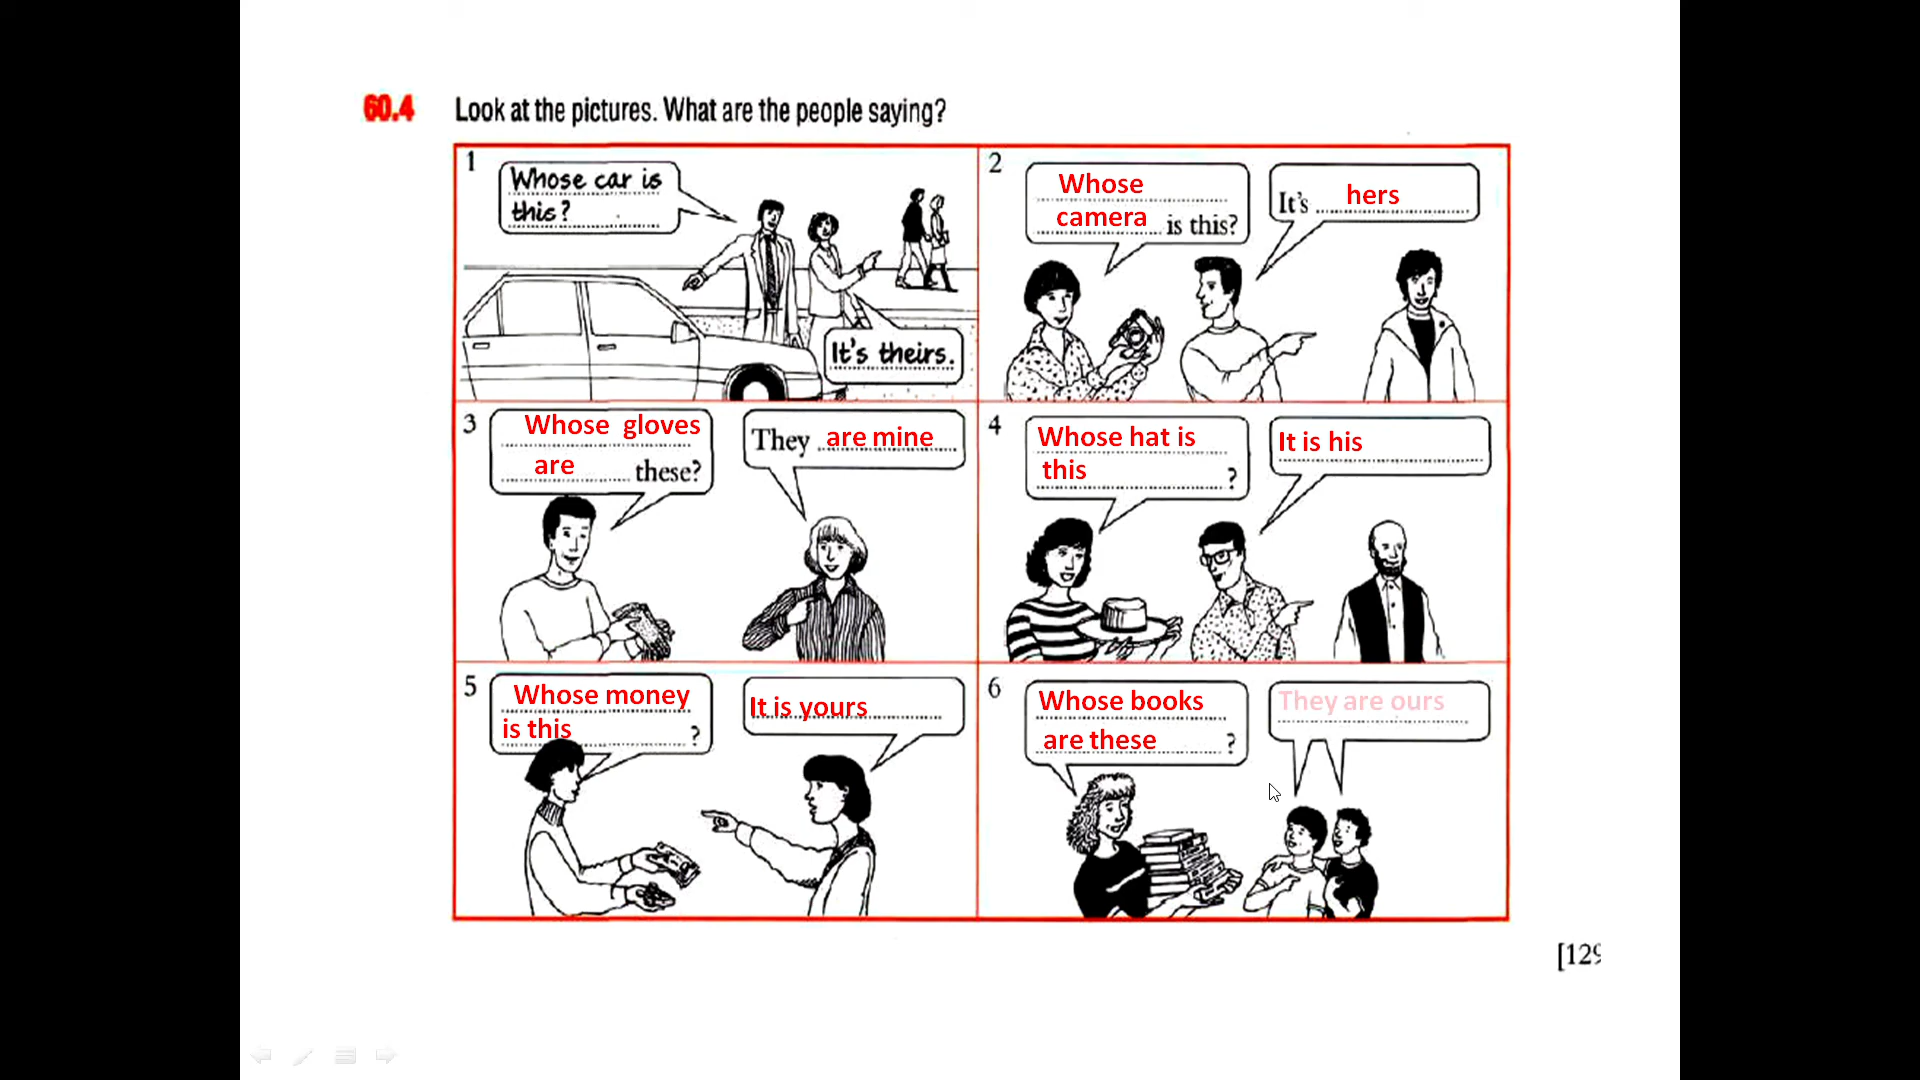 60.4 Look at the pictures. What are the people saying?
1
Whose car is
this?
It's theirs.
2
Whose
camera is this?
It's hers
3
Whose gloves
are these?
They are mine
4
Whose hat is
this ?
It is his
5
Whose money
is this ?
It is yours
6
Whose books
are these ?
They are ours
[129